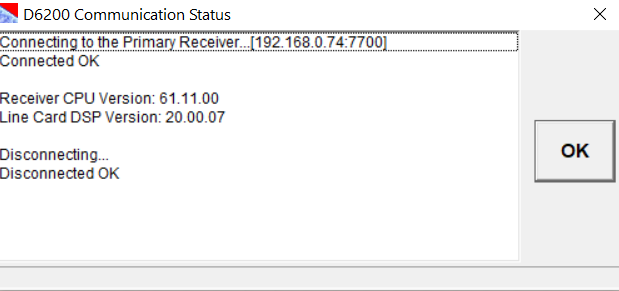 D6200 Communication Status
Connecting to the Primary Receiver...[192.168.0.74:7700]
Connected OK
Receiver CPU Version: 61.11.00
Line Card DSP Version: 20.00.07
Disconnecting...
Disconnected OK
OK